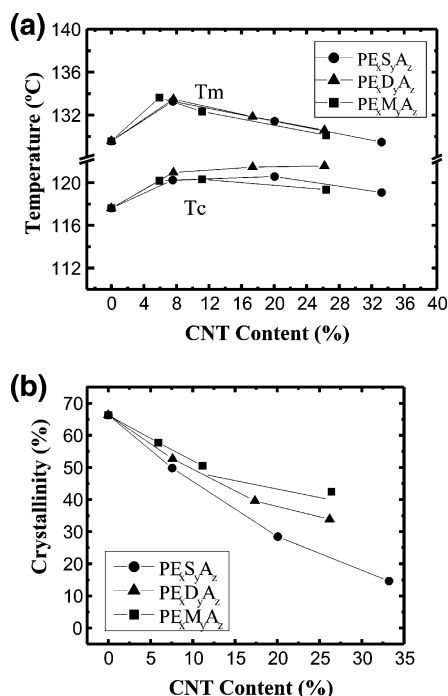 (a)
140
136
132
128
120
116
112
Temperature (°C)
Tm
Tc
PExSyAz
PExDyAz
PExMyAz
0 4 8 12 16 20 24 28 32 36 40
CNT Content (%)
(b)
70
60
50
40
30
20
10
0
Crystallinity (%)
PExSyAz
PExDyAz
PExMyAz
0 5 10 15 20 25 30 35
CNT Content (%)